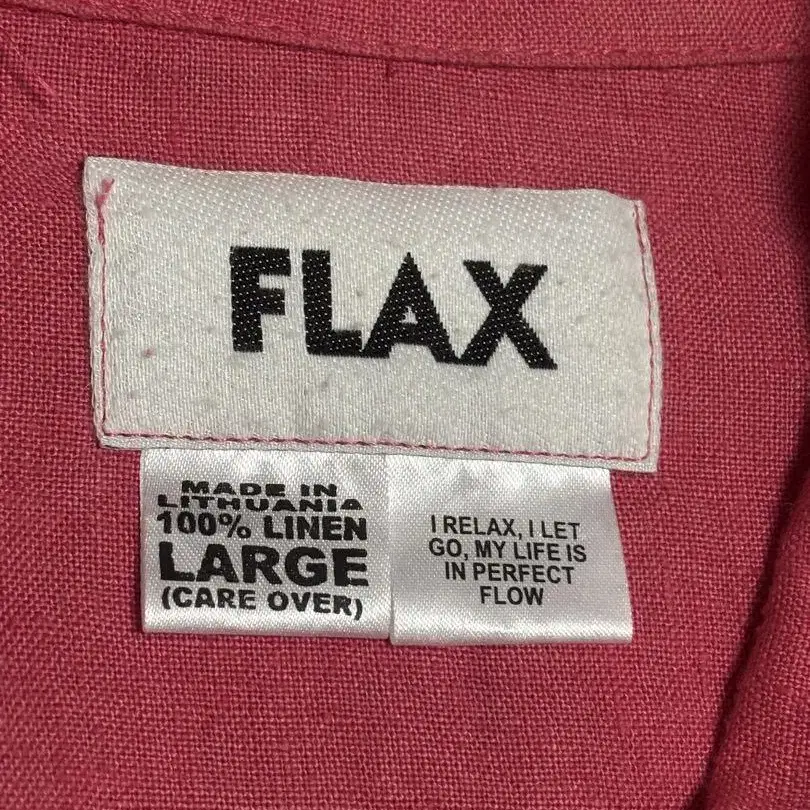 FLAX
MADE IN
LITHUANIA
100% LINEN
LARGE
(CARE OVER)
I RELAX, I LET
GO, MY LIFE IS
IN PERFECT
FLOW